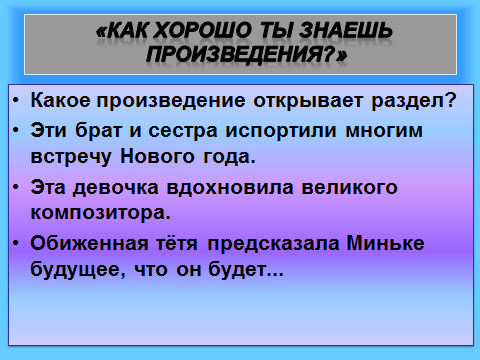 «КАК ХОРОШО ТЫ ЗНАЕШЬ
ПРОИЗВЕДЕНИЯ?»
• Какое произведение открывает раздел?
• Эти брат и сестра испортили многим
встречу Нового года.
• Эта девочка вдохновила великого
композитора.
• Обиженная тётя предсказала Миньке
будущее, что он будет...